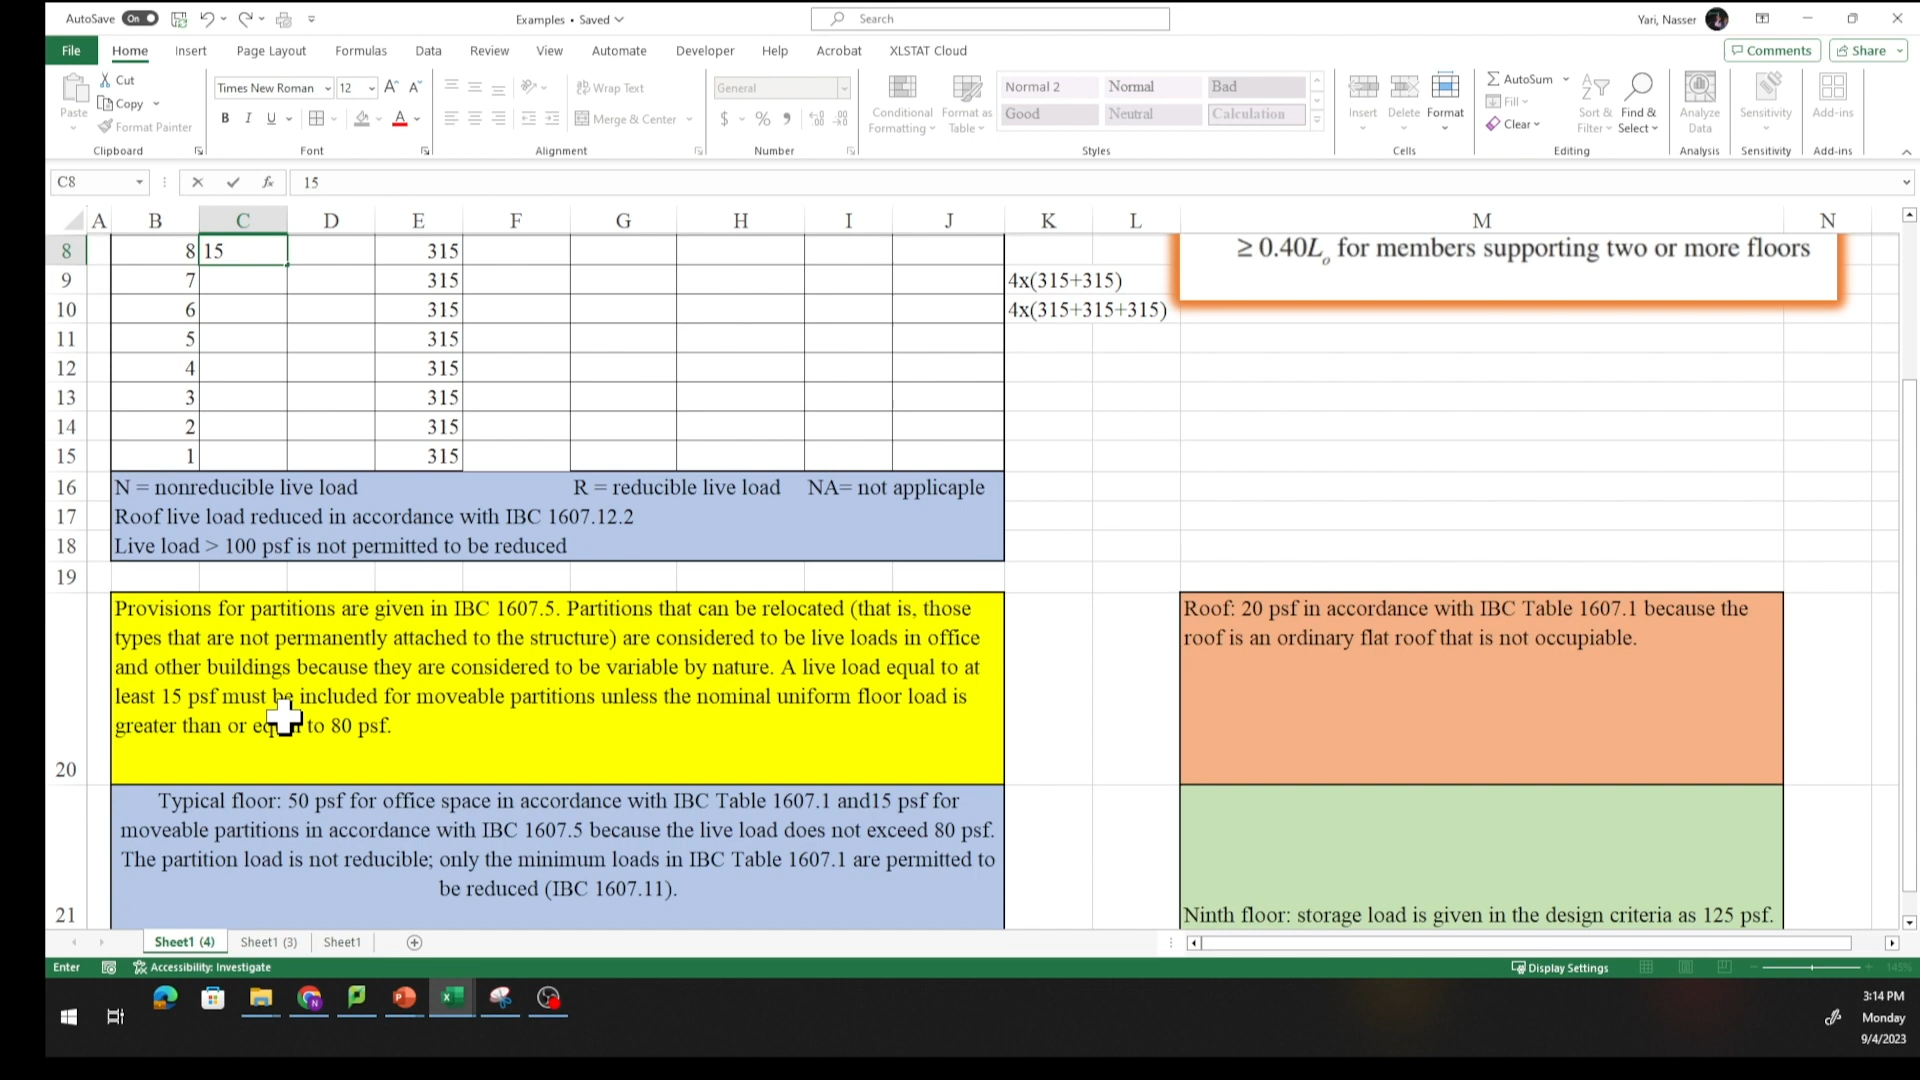 AutoSave On Examples • Saved Search Yari, Nasser
File Home Insert Page Layout Formulas Data Review View Automate Developer Help Acrobat XLSTAT Cloud Comments Share
Paste Cut Copy Format Painter Clipboard
Times New Roman 12 B I U Font
Wrap Text Merge & Center Alignment
General $ % Number
Conditional Formatting Format as Table
Normal 2 Normal Bad
Good Neutral Calculation
Styles
Insert Delete Format Cells
AutoSum Fill Clear Sort & Filter Find & Select Editing
Analyze Data Analysis
Sensitivity Sensitivity
Add-ins Add-ins
C8 fx 15
A B C D E F G H I J K L M N
8 8 15 315 ≥ 0.40Lo for members supporting two or more floors
9 7 315 4x(315+315)
10 6 315 4x(315+315+315)
11 5 315
12 4 315
13 3 315
14 2 315
15 1 315
16 N = nonreducible live load R = reducible live load NA= not applicaple
17 Roof live load reduced in accordance with IBC 1607.12.2
18 Live load > 100 psf is not permitted to be reduced
19
Provisions for partitions are given in IBC 1607.5. Partitions that can be relocated (that is, those
types that are not permanently attached to the structure) are considered to be live loads in office
and other buildings because they are considered to be variable by nature. A live load equal to at
least 15 psf must be included for moveable partitions unless the nominal uniform floor load is
greater than or equal to 80 psf.
Roof: 20 psf in accordance with IBC Table 1607.1 because the
roof is an ordinary flat roof that is not occupiable.
20
Typical floor: 50 psf for office space in accordance with IBC Table 1607.1 and15 psf for
moveable partitions in accordance with IBC 1607.5 because the live load does not exceed 80 psf.
The partition load is not reducible; only the minimum loads in IBC Table 1607.1 are permitted to
be reduced (IBC 1607.11).
21 Ninth floor: storage load is given in the design criteria as 125 psf.
Sheet1 (4) Sheet1 (3) Sheet1
Enter Accessibility: Investigate Display Settings 145%
3:14 PM
Monday
9/4/2023